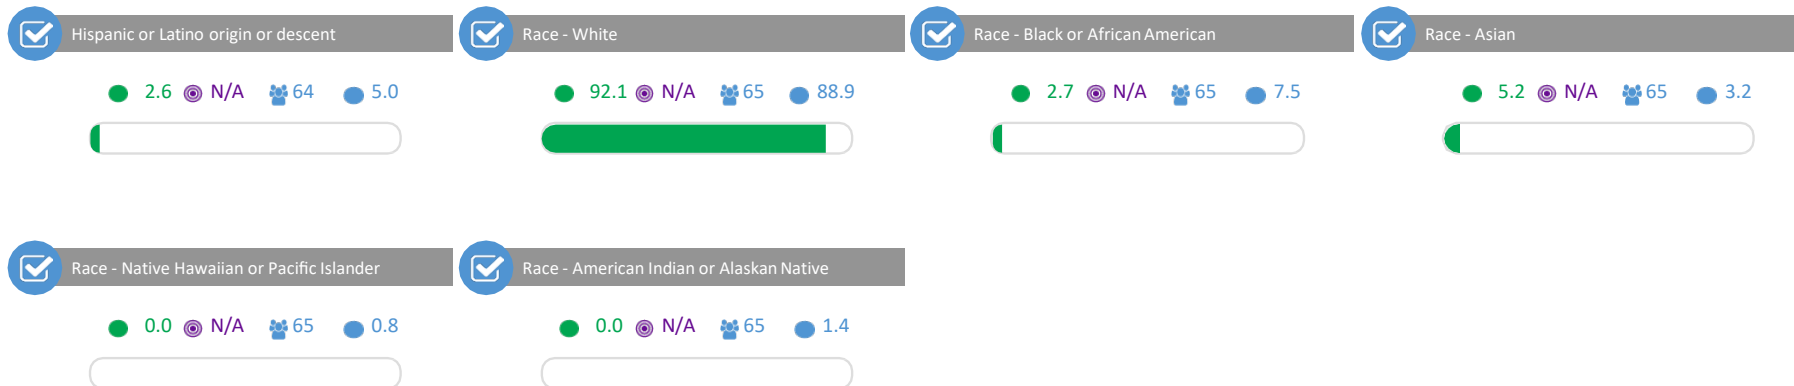 Hispanic or Latino origin or descent
2.6 N/A 64 5.0
Race - White
92.1 N/A 65 88.9
Race - Black or African American
2.7 N/A 65 7.5
Race - Asian
5.2 N/A 65 3.2
Race - Native Hawaiian or Pacific Islander
0.0 N/A 65 0.8
Race - American Indian or Alaskan Native
0.0 N/A 65 1.4